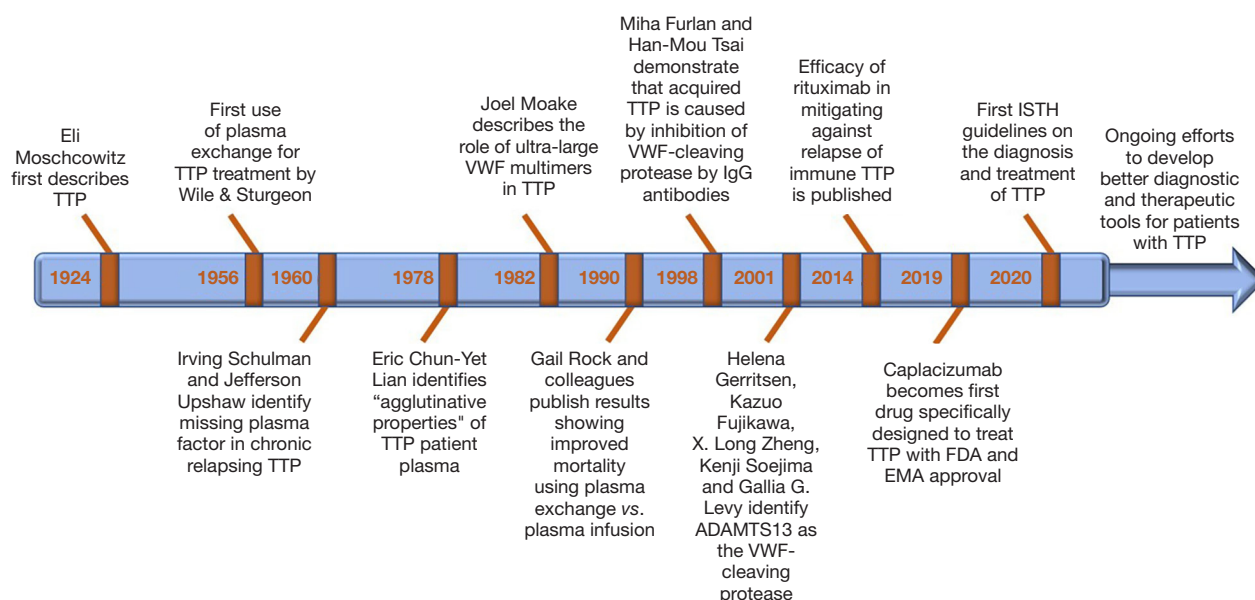 Eli
Moschcowitz
first describes
TTP
First use
of plasma
exchange for
TTP treatment by
Wile & Sturgeon
Joel Moake
describes the
role of ultra-large
VWF multimers
in TTP
Miha Furlan and
Han-Mou Tsai
demonstrate
that acquired
TTP is caused
by inhibition of
VWF-cleaving
protease by IgG
antibodies
Efficacy of
rituximab in
mitigating
against
relapse of
immune TTP
is published
First ISTH
guidelines on
the diagnosis
and treatment
of TTP
Ongoing efforts
to develop
better diagnostic
and therapeutic
tools for patients
with TTP
1924 1956 1960 1978 1982 1990 1998 2001 2014 2019 2020
Irving Schulman
and Jefferson
Upshaw identify
missing plasma
factor in chronic
relapsing TTP
Eric Chun-Yet
Lian identifies
“agglutinative
properties" of
TTP patient
plasma
Gail Rock and
colleagues
publish results
showing
improved
mortality
using plasma
exchange vs.
plasma infusion
Helena
Gerritsen,
Kazuo
Fujikawa,
X. Long Zheng,
Kenji Soejima
and Gallia G.
Levy identify
ADAMTS13 as
the VWF-
cleaving
protease
Caplacizumab
becomes first
drug specifically
designed to treat
TTP with FDA and
EMA approval